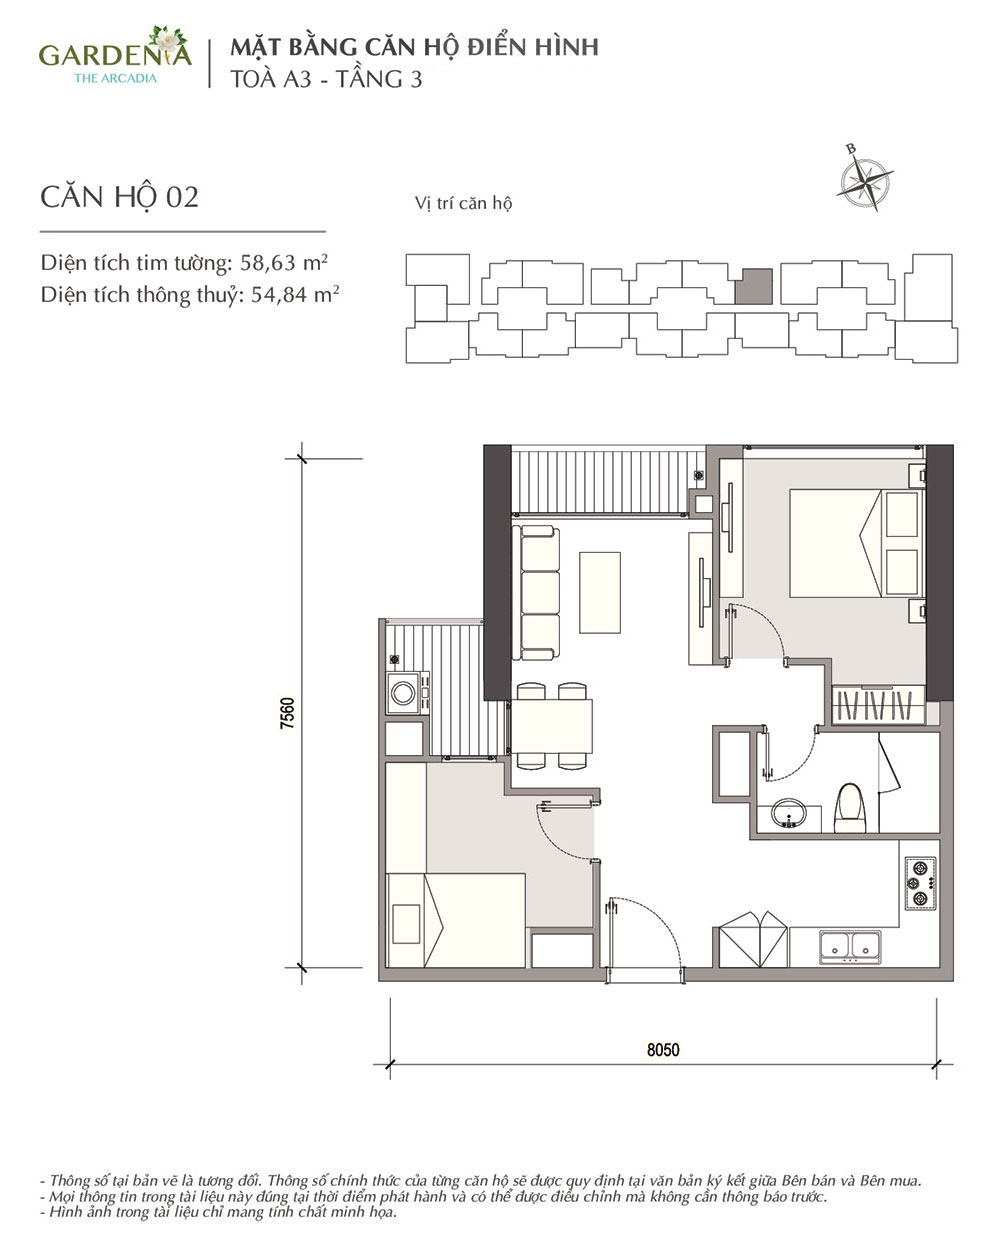 GARDENIA
THE ARCADIA
MẶT BẰNG CĂN HỘ ĐIỂN HÌNH
TOÀ A3 - TẦNG 3
B
CĂN HỘ 02
Vị trí căn hộ
Diện tích tim tường: 58,63 m²
Diện tích thông thuỷ: 54,84 m²
7560
8050
- Thông số tại bản vẽ là tương đối. Thông số chính thức của từng căn hộ sẽ được quy định tại văn bản ký kết giữa Bên bán và Bên mua.
- Mọi thông tin trong tài liệu này đúng tại thời điểm phát hành và có thể được điều chỉnh mà không cần thông báo trước.
- Hình ảnh trong tài liệu chỉ mang tính chất minh họa.